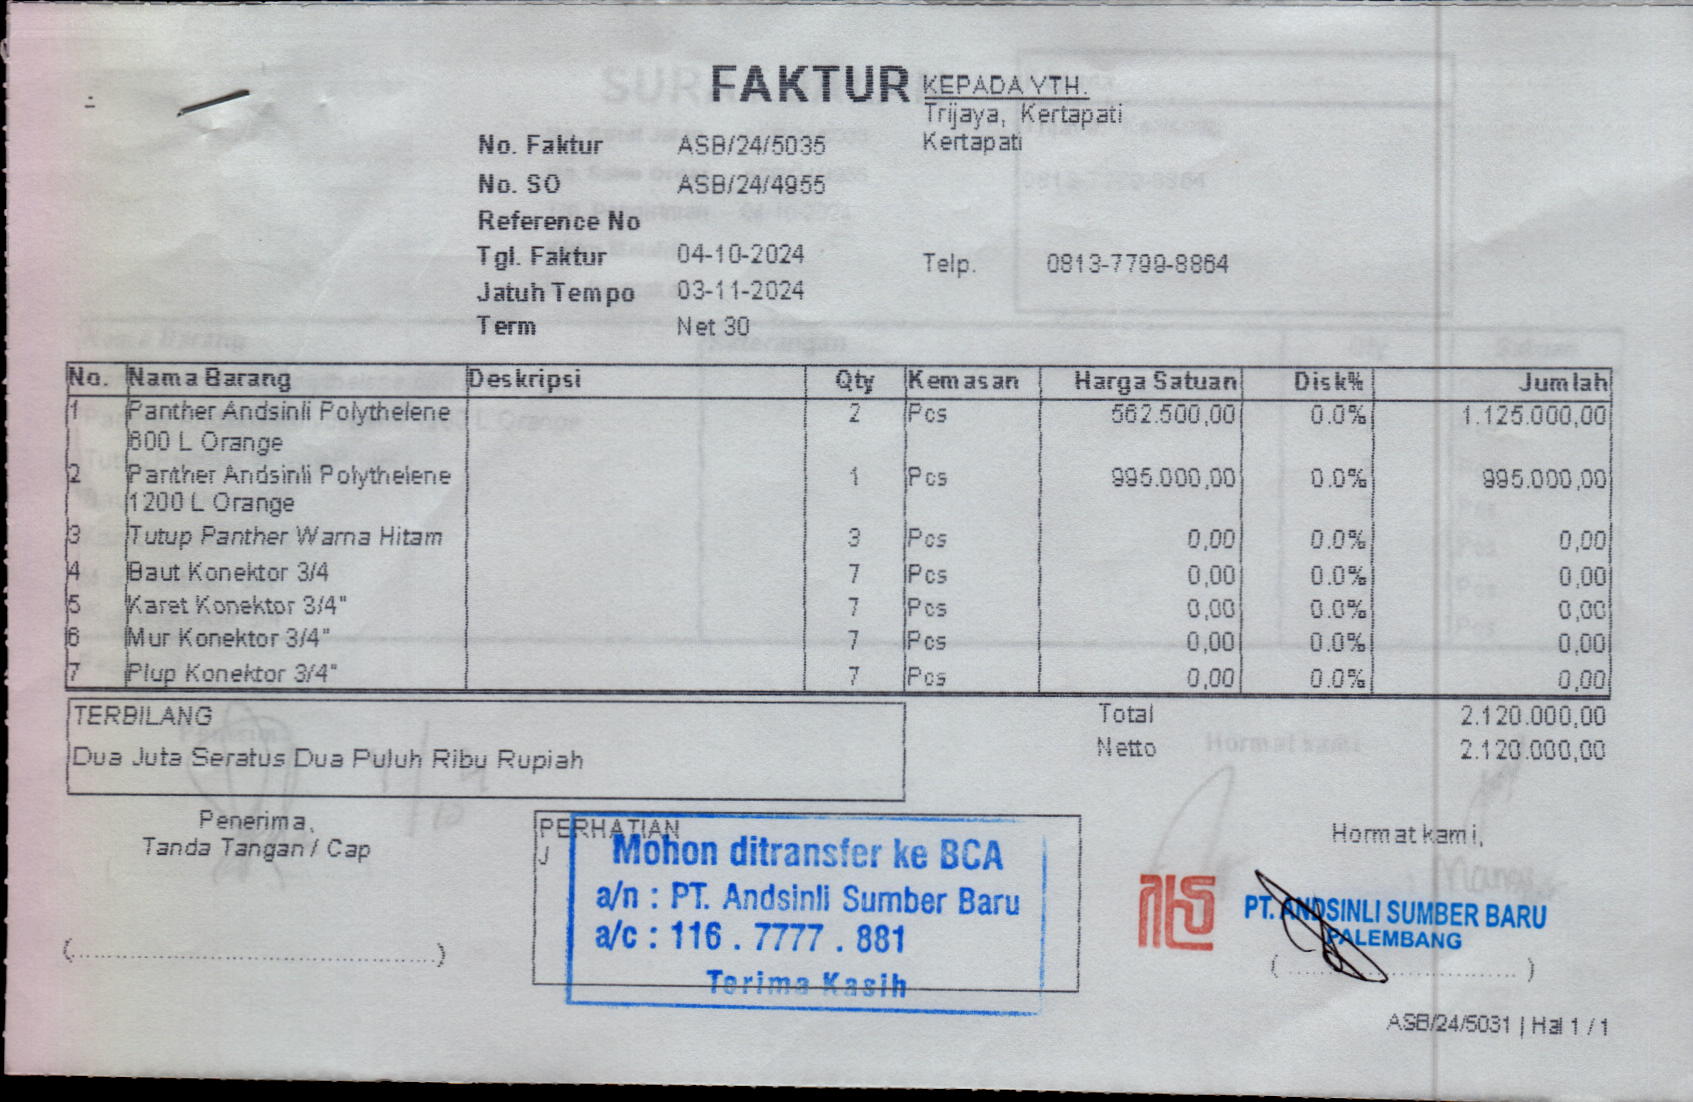 FAKTUR
KEPADA YTH.
Trijaya, Kertapati
Kertapati
No. Faktur ASB/24/5035
No. SO ASB/24/4955
Reference No
Tgl. Faktur 04-10-2024
Telp. 0813-7799-8864
Jatuh Tempo 03-11-2024
Term Net 30
No. Nama Barang Deskripsi Qty Kemasan Harga Satuan Disk% Jumlah
1 Panther Andsinli Polythelene 2 Pcs 562.500,00 0.0% 1.125.000,00
600 L Orange
2 Panther Andsinli Polythelene 1 Pcs 995.000,00 0.0% 995.000,00
1200 L Orange
3 Tutup Panther Warna Hitam 3 Pcs 0,00 0.0% 0,00
4 Baut Konektor 3/4 7 Pcs 0,00 0.0% 0,00
5 Karet Konektor 3/4" 7 Pcs 0,00 0.0% 0,00
6 Mur Konektor 3/4" 7 Pcs 0,00 0.0% 0,00
7 Plup Konektor 3/4" 7 Pcs 0,00 0.0% 0,00
TERBILANG
Dua Juta Seratus Dua Puluh Ribu Rupiah
Total 2.120.000,00
Netto 2.120.000,00
Penerima,
Tanda Tangan / Cap
(..................................................)
PERHATIAN
J
Mohon ditransfer ke BCA
a/n : PT. Andsinli Sumber Baru
a/c : 116 . 7777 . 881
Terima Kasih
Hormat kami,
PT. ANDSINLI SUMBER BARU
PALEMBANG
( .................................. )
ASB/24/5031 | Hal 1 / 1